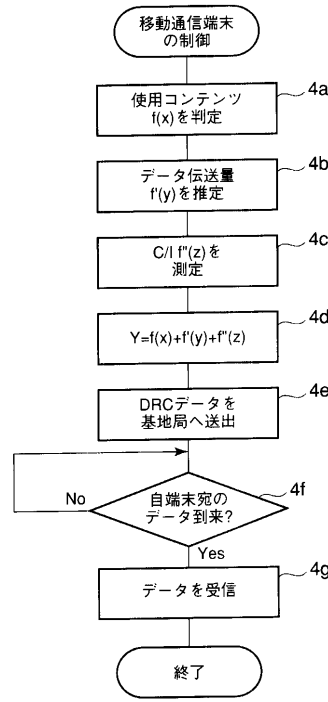 移動通信端末
の制御
4a
使用コンテンツ
f(x)を判定
4b
データ伝送量
f'(y)を推定
4c
C/I f"(z)を
測定
4d
Y=f(x)+f'(y)+f"(z)
4e
DRCデータを
基地局へ送出
4f
自端末宛の
データ到来?
No
Yes
4g
データを受信
終了